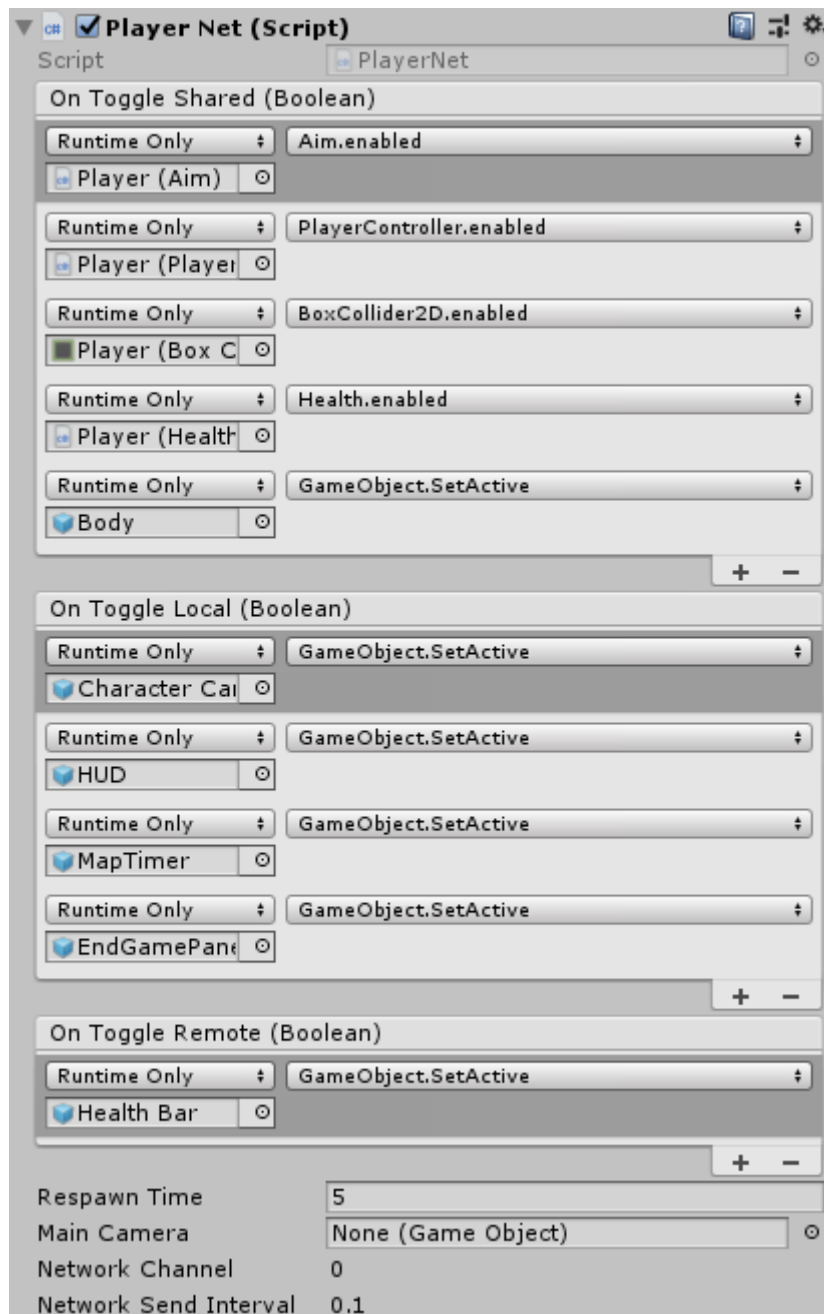 Player Net (Script)
Script PlayerNet
On Toggle Shared (Boolean)
Runtime Only Aim.enabled
Player (Aim)
Runtime Only PlayerController.enabled
Player (Player
Runtime Only BoxCollider2D.enabled
Player (Box C
Runtime Only Health.enabled
Player (Health
Runtime Only GameObject.SetActive
Body
+ −
On Toggle Local (Boolean)
Runtime Only GameObject.SetActive
Character Ca
Runtime Only GameObject.SetActive
HUD
Runtime Only GameObject.SetActive
MapTimer
Runtime Only GameObject.SetActive
EndGamePane
+ −
On Toggle Remote (Boolean)
Runtime Only GameObject.SetActive
Health Bar
+ −
Respawn Time 5
Main Camera None (Game Object)
Network Channel 0
Network Send Interval 0.1